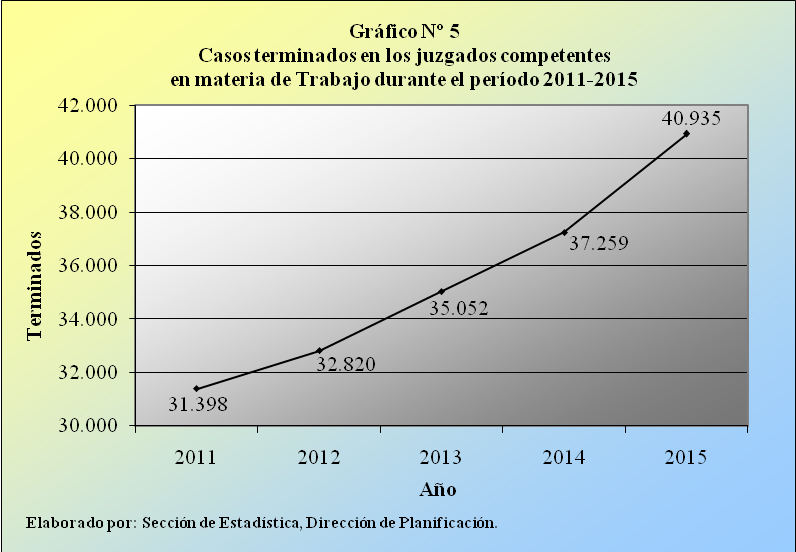 Gráfico Nº 5
Casos terminados en los juzgados competentes
en materia de Trabajo durante el período 2011-2015
42.000
40.000
38.000
36.000
34.000
32.000
30.000
Terminados
31.398
32.820
35.052
37.259
40.935
2011 2012 2013 2014 2015
Año
Elaborado por: Sección de Estadística, Dirección de Planificación.